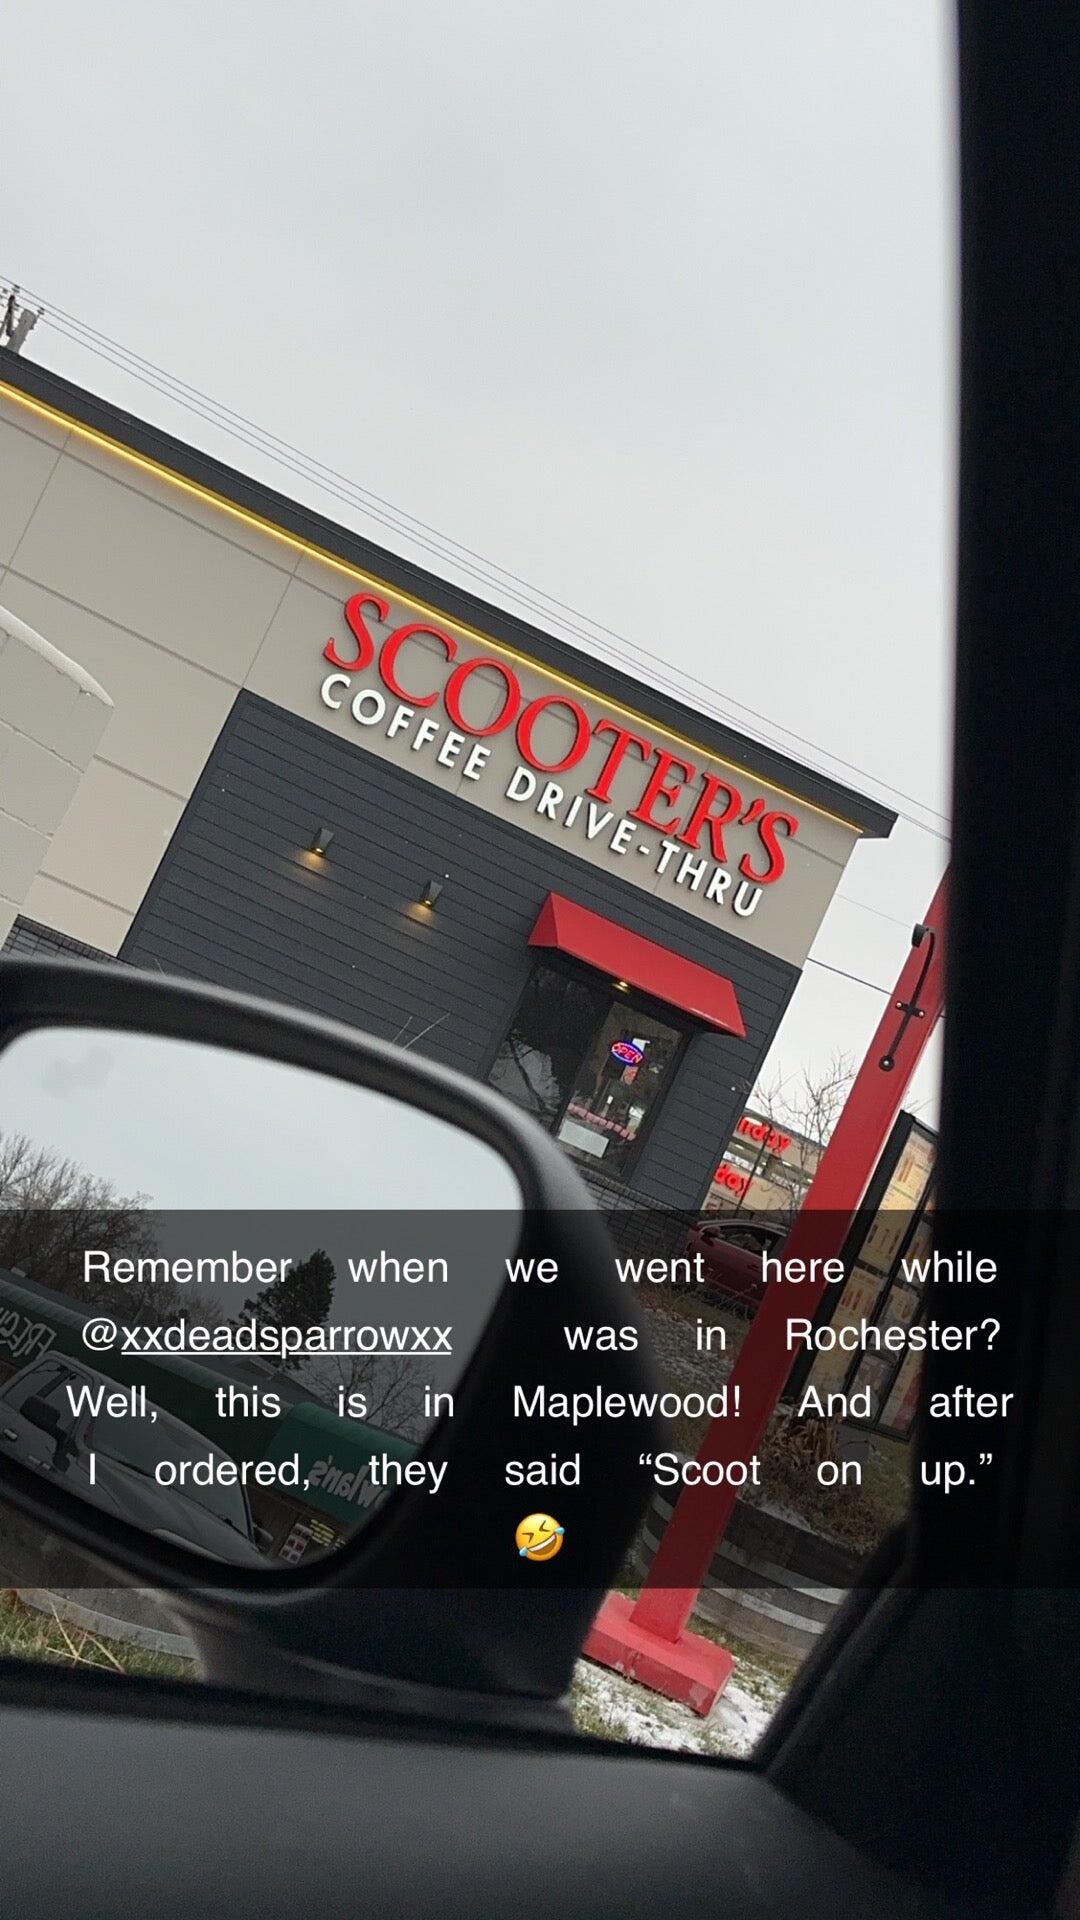 SCOOTER'S
COFFEE DRIVE-THRU
OPEN
Remember when we went here while
@xxdeadsparrowxx was in Rochester?
Well, this is in Maplewood! And after
I ordered, they said “Scoot on up.”
🤣